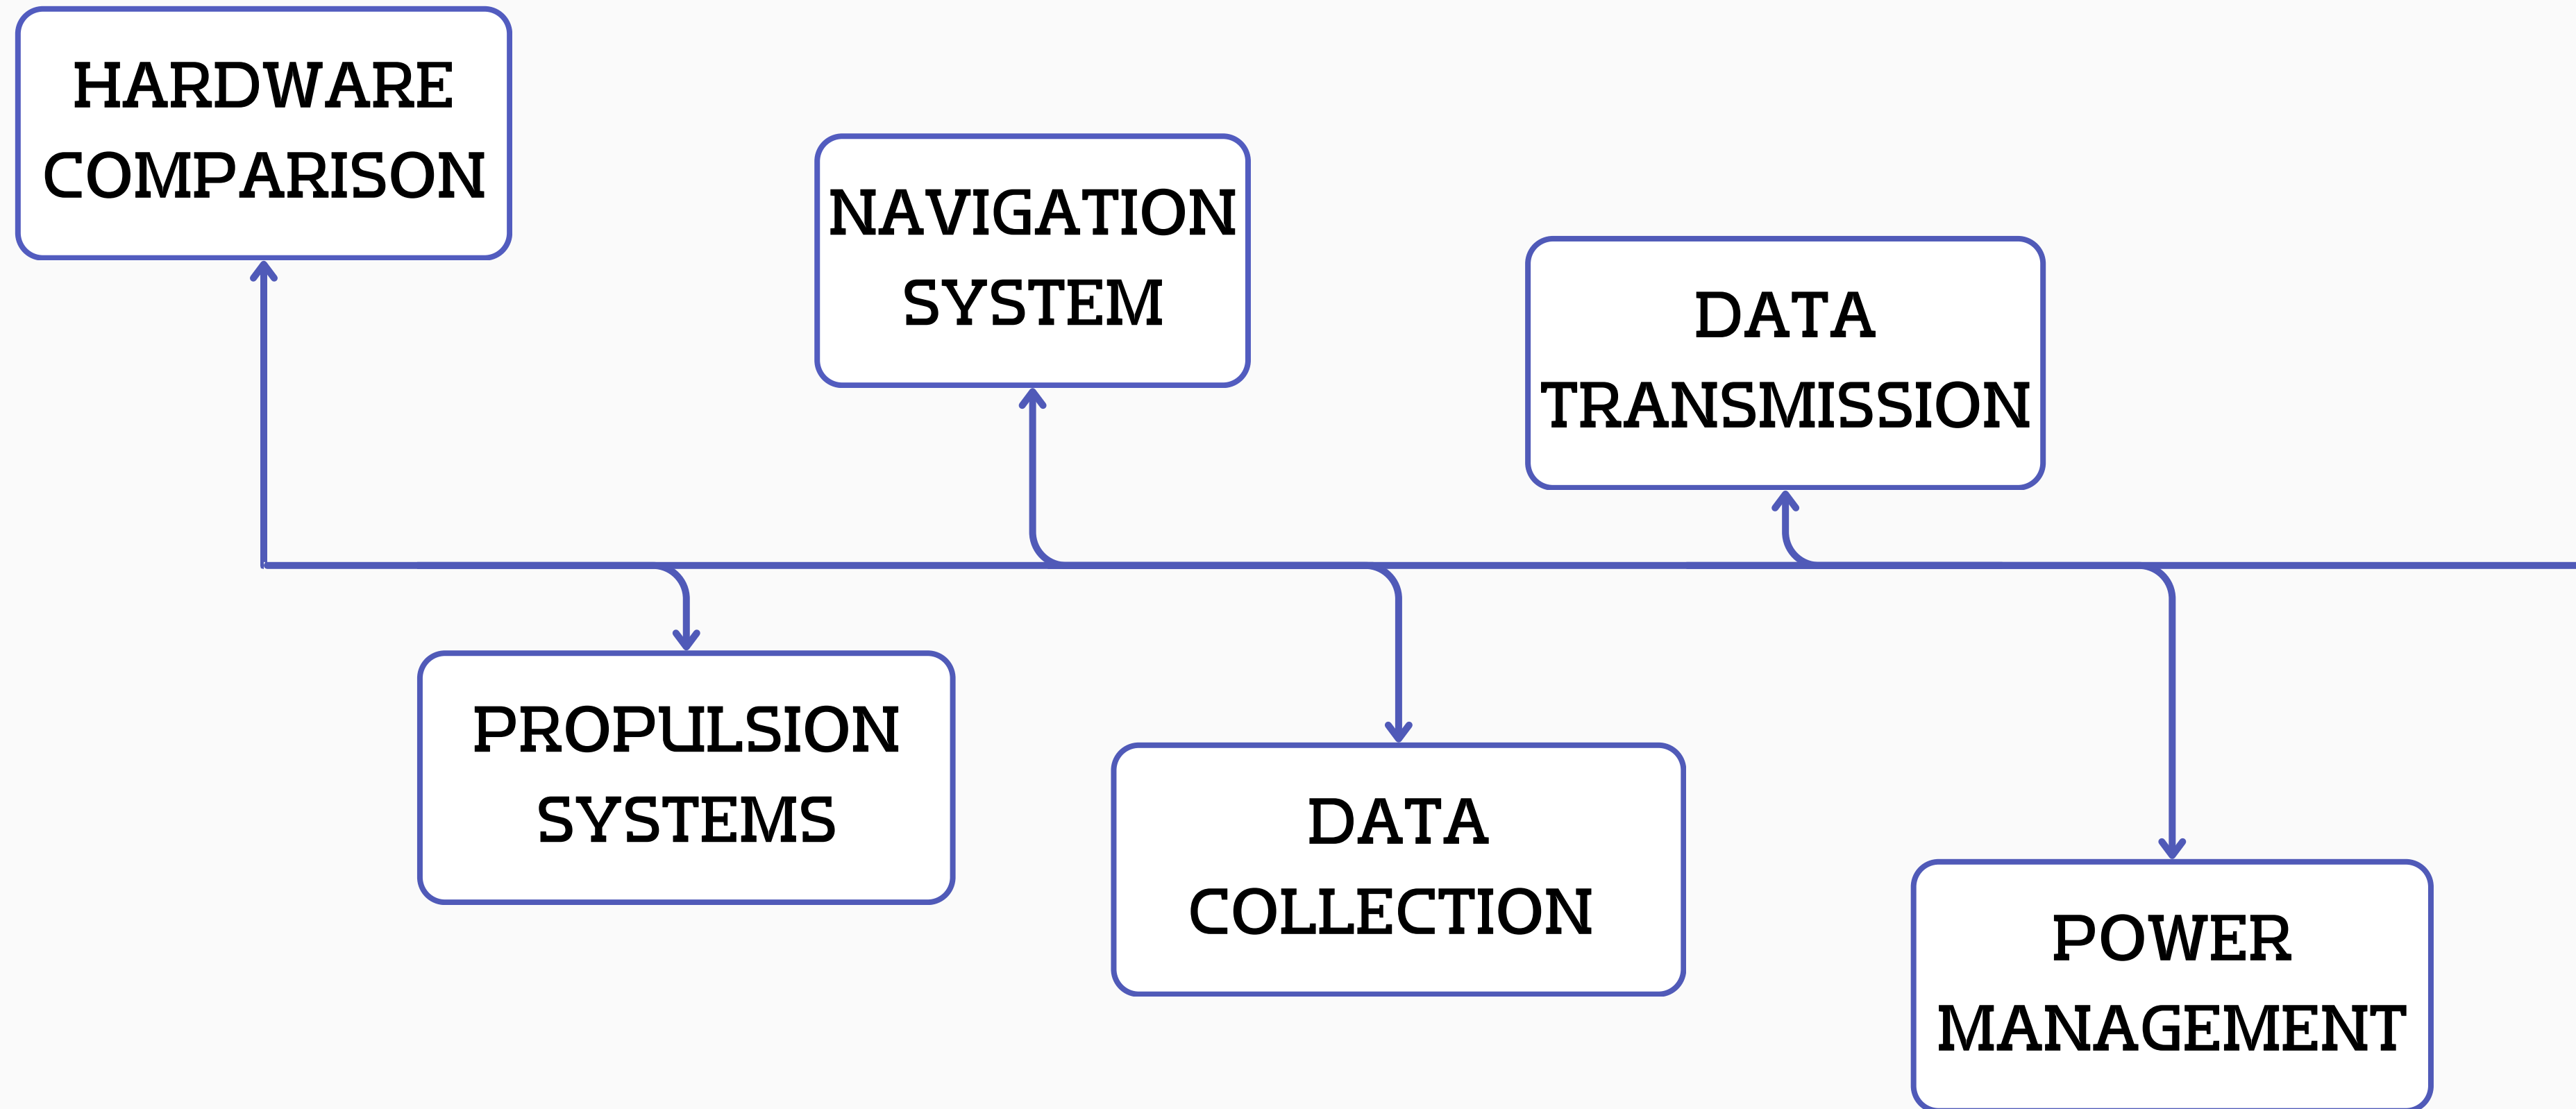 HARDWARE
COMPARISON
NAVIGATION
SYSTEM
DATA
TRANSMISSION
PROPULSION
SYSTEMS
DATA
COLLECTION
POWER
MANAGEMENT